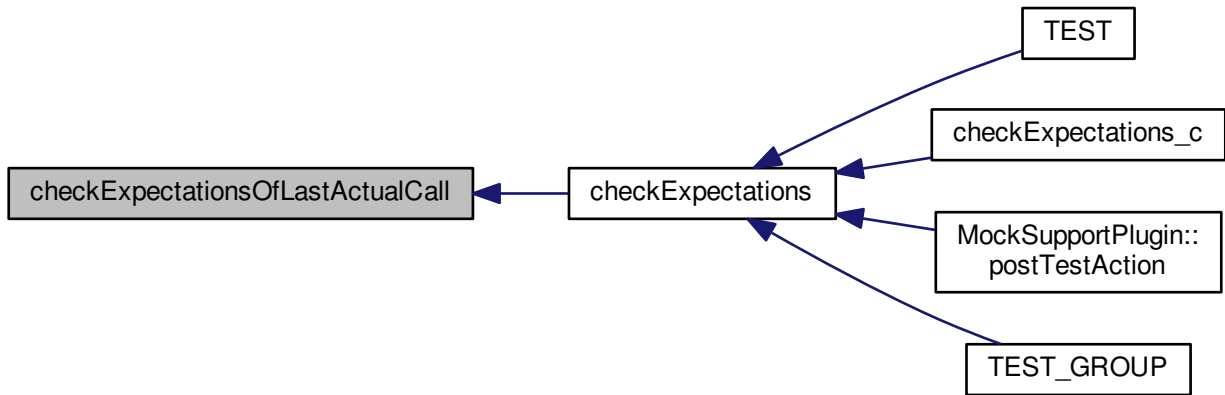 checkExpectationsOfLastActualCall
checkExpectations
TEST
checkExpectations_c
MockSupportPlugin::
postTestAction
TEST_GROUP